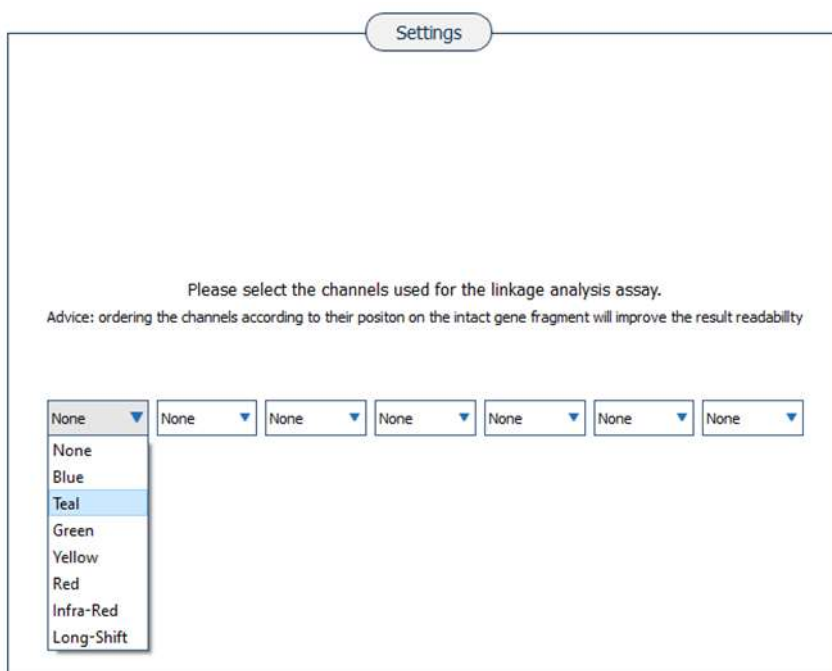 Settings
Please select the channels used for the linkage analysis assay.
Advice: ordering the channels according to their positon on the intact gene fragment will improve the result readabillty
None None None None None None None
None
Blue
Teal
Green
Yellow
Red
Infra-Red
Long-Shift